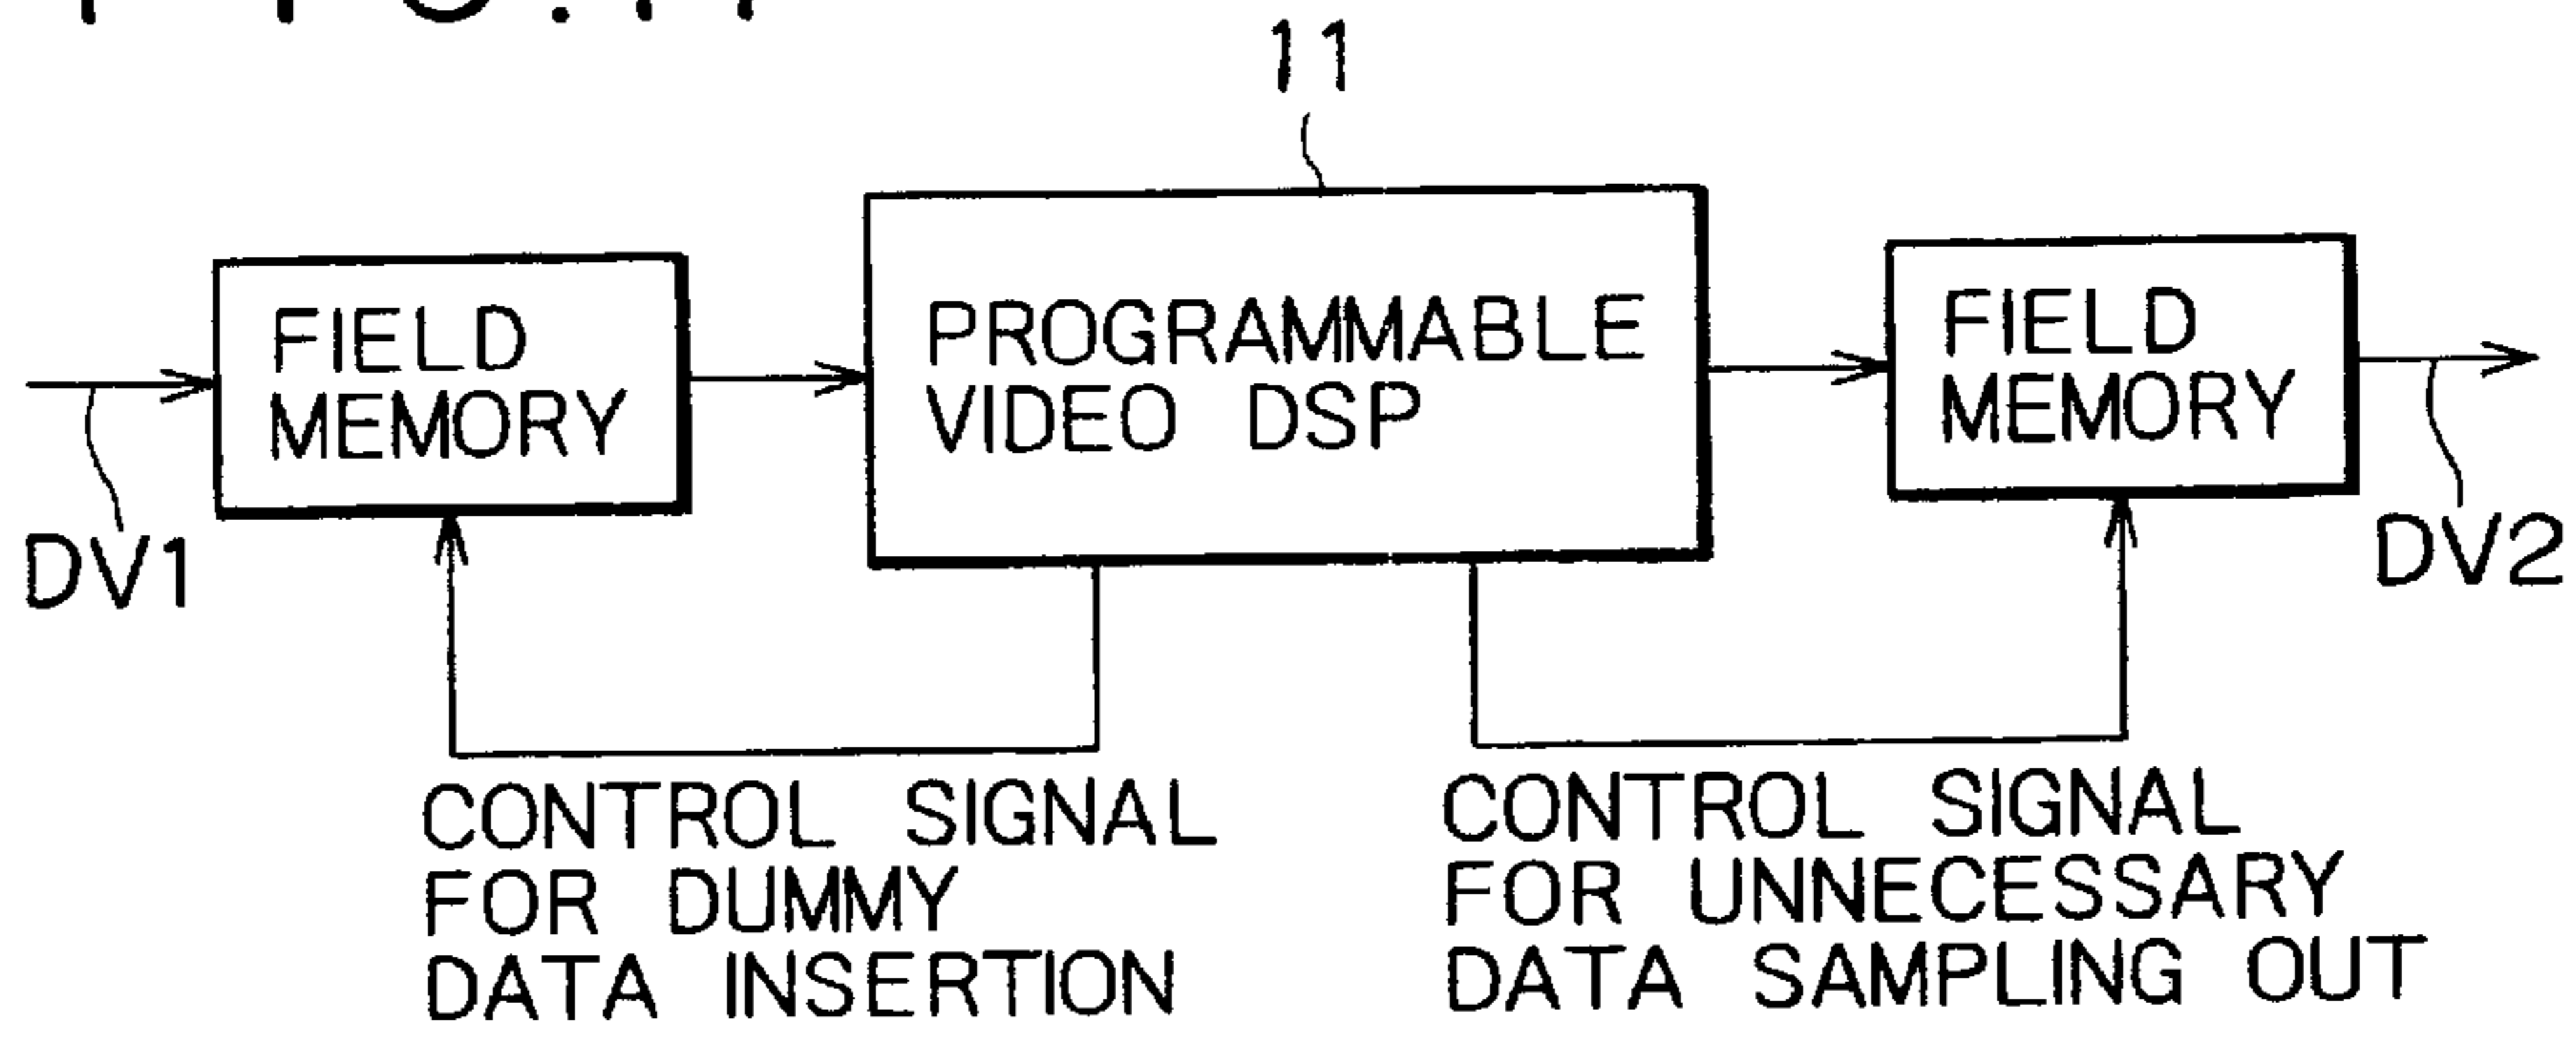 11
FIELD
MEMORY
PROGRAMMABLE
VIDEO DSP
FIELD
MEMORY
DV1
DV2
CONTROL SIGNAL
FOR DUMMY
DATA INSERTION
CONTROL SIGNAL
FOR UNNECESSARY
DATA SAMPLING OUT